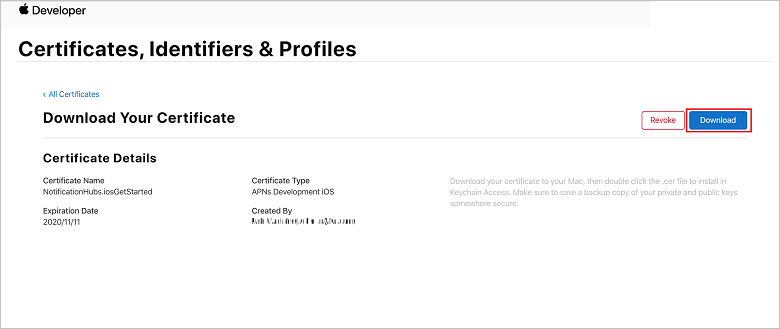 Developer
Certificates, Identifiers & Profiles
‹ All Certificates
Download Your Certificate
Revoke
Download
Certificate Details
Certificate Name
NotificationHubs.iosGetStarted
Certificate Type
APNs Development iOS
Download your certificate to your Mac, then double click the .cer file to install in
Keychain Access. Make sure to save a backup copy of your private and public keys
somewhere secure.
Expiration Date
2020/11/11
Created By